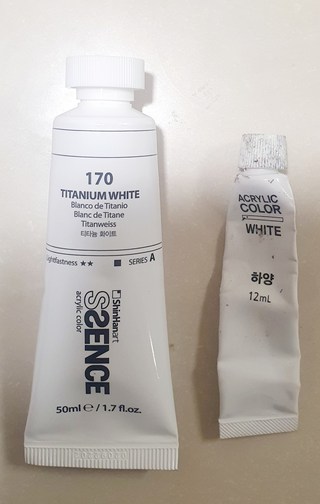 170
TITANIUM WHITE
Blanco de Titanio
Blanc de Titane
Titanweiss
티타늄 화이트
Lightfastness ★★ ■ SERIES A
ShinHanart
SSENCE
acrylic color
50ml ℮ / 1.7 fl.oz.
ACRYLIC
COLOR
WHITE
하양
12mL